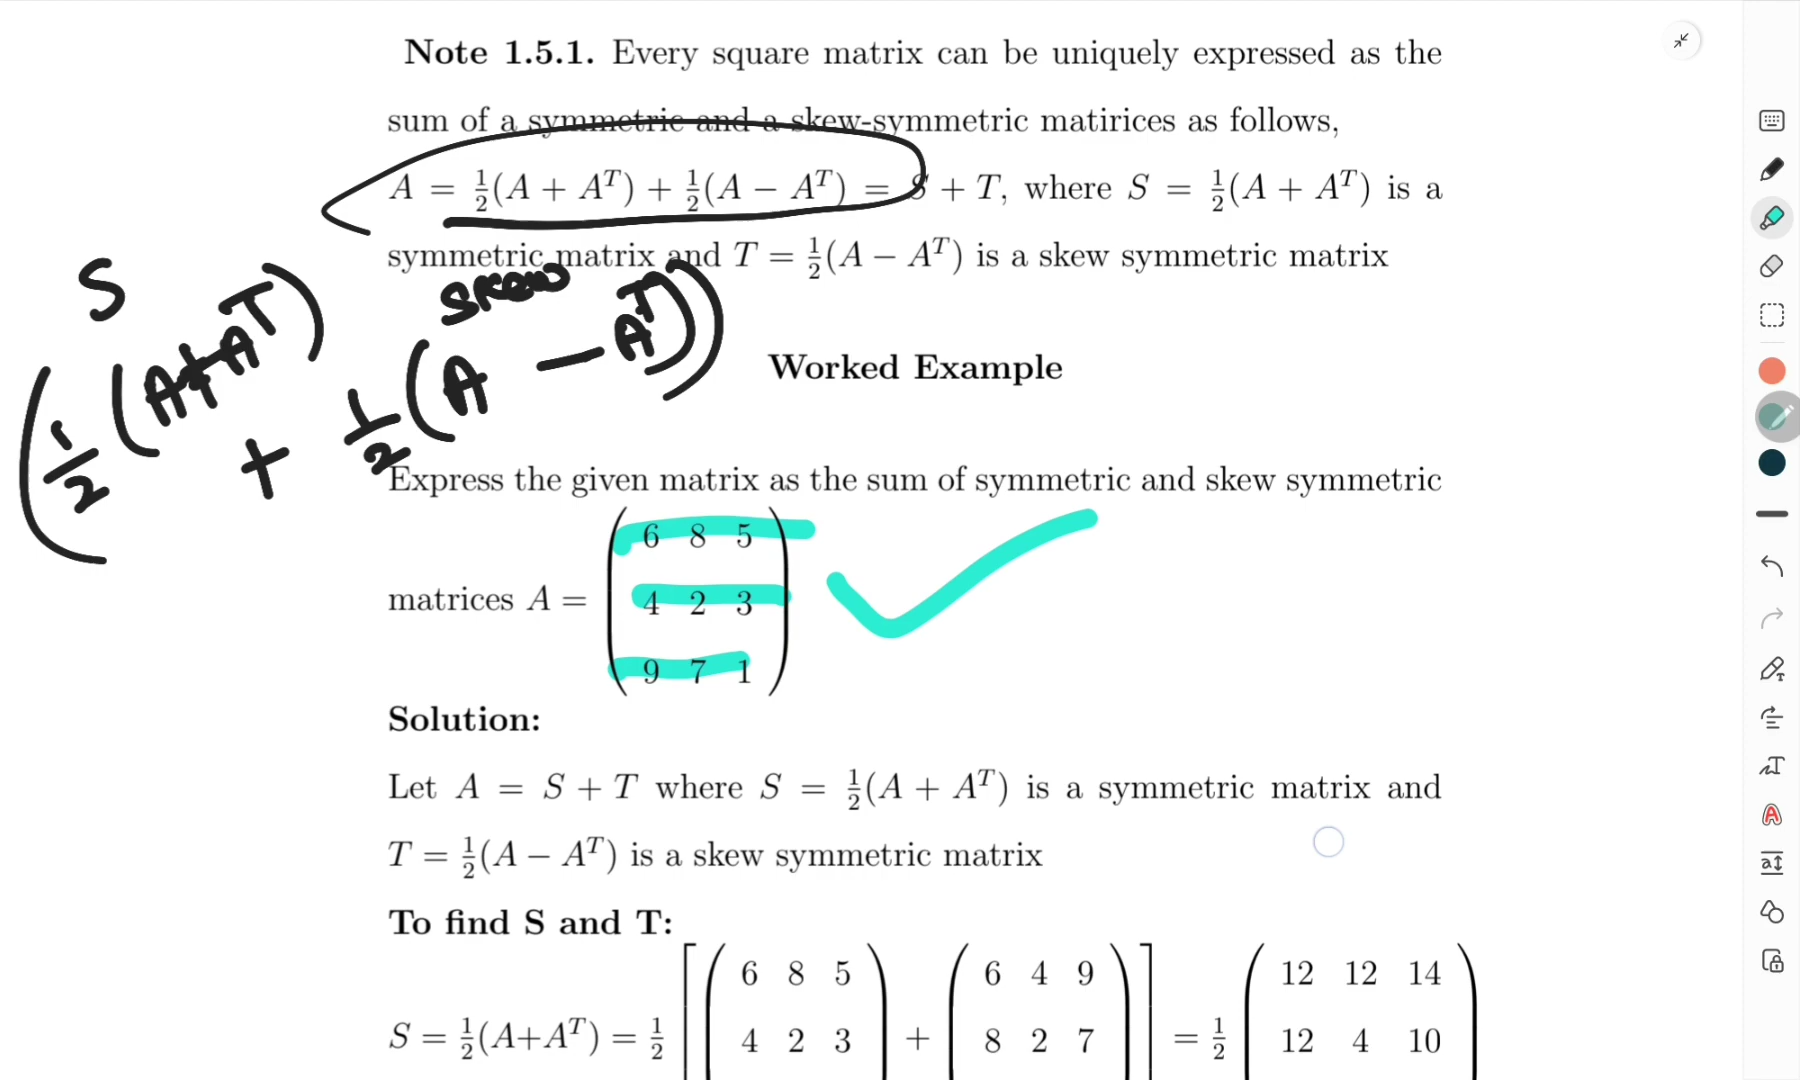 Note 1.5.1. Every square matrix can be uniquely expressed as the
sum of a symmetric and a skew-symmetric matirices as follows,
A = 1/2(A + Aᵀ) + 1/2(A − Aᵀ) = S + T, where S = 1/2(A + Aᵀ) is a
symmetric matrix and T = 1/2(A − Aᵀ) is a skew symmetric matrix
S
skew
(1/2(A+Aᵀ) + 1/2(A − Aᵀ))
Worked Example
Express the given matrix as the sum of symmetric and skew symmetric
6 8 5
matrices A = 4 2 3
9 7 1
Solution:
Let A = S + T where S = 1/2(A + Aᵀ) is a symmetric matrix and
T = 1/2(A − Aᵀ) is a skew symmetric matrix
To find S and T:
6 8 5 6 4 9 12 12 14
S = 1/2(A+Aᵀ) = 1/2 [( 4 2 3 ) + ( 8 2 7 )] = 1/2 ( 12 4 10 )